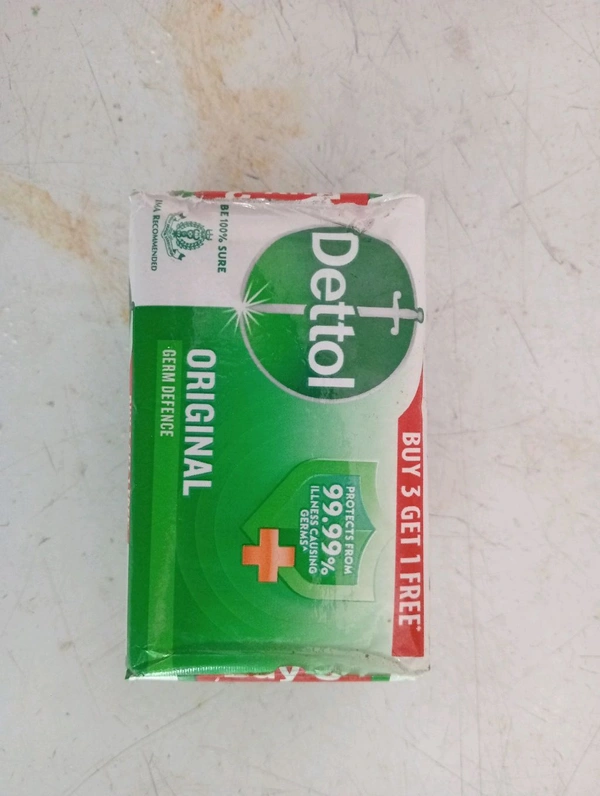 BUY 3 GET 1 FREE*
Dettol
BE 100% SURE
IMA RECOMMENDED
PROTECTS FROM
99.99%
ILLNESS CAUSING
GERMS^
ORIGINAL
GERM DEFENCE